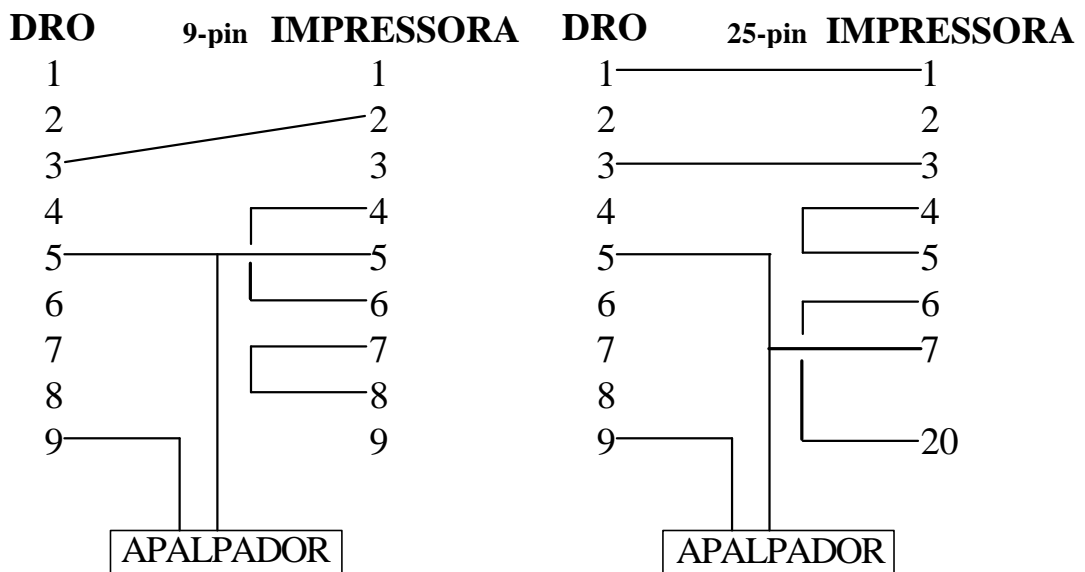 DRO 9-pin IMPRESSORA DRO 25-pin IMPRESSORA
1 1 1 1
2 2 2 2
3 3 3 3
4 4 4 4
5 5 5 5
6 6 6 6
7 7 7 7
8 8 8
9 9 9 20
APALPADOR APALPADOR